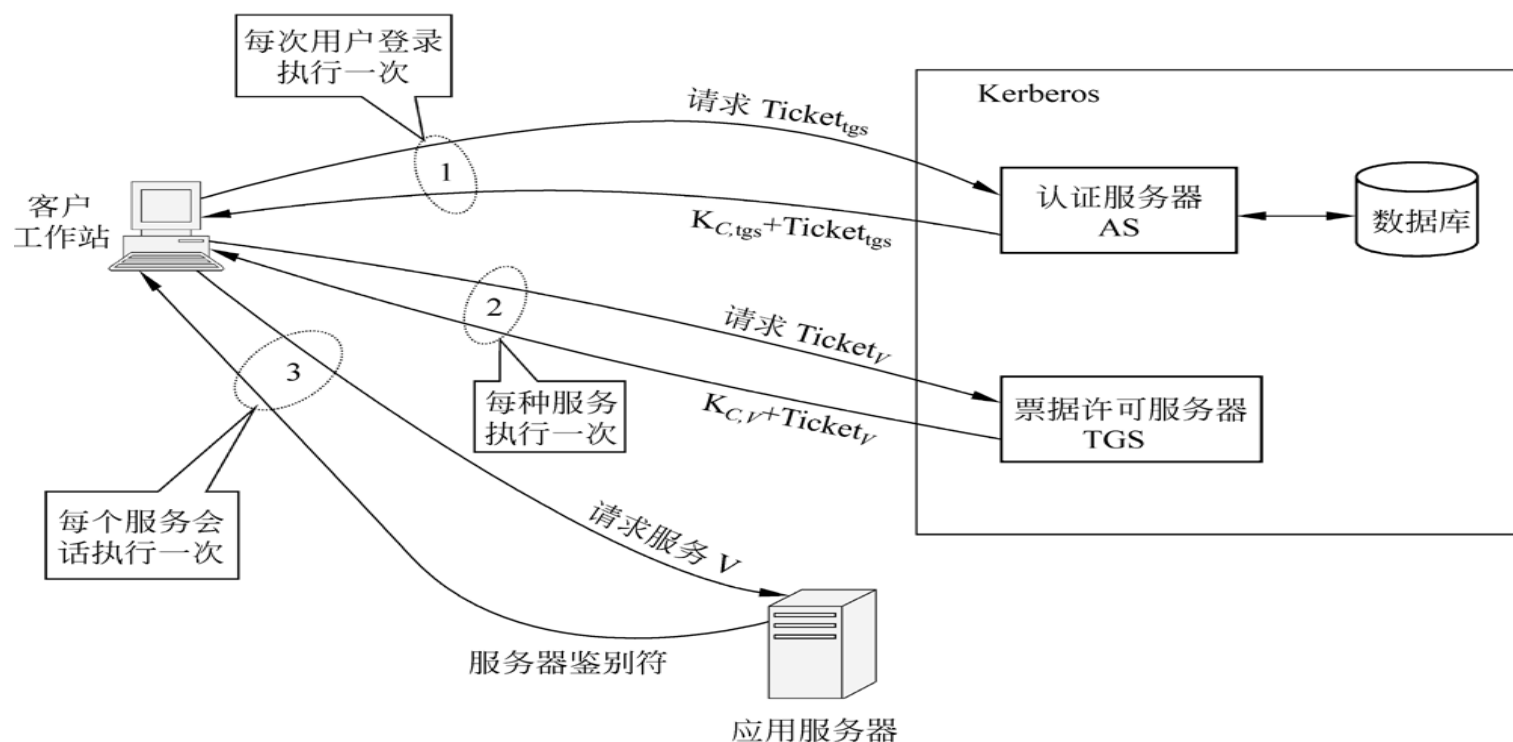 每次用户登录
执行一次
请求 Ticket_tgs
Kerberos
1
客户
工作站
K_C,tgs+Ticket_tgs
认证服务器
AS
数据库
2
请求 Ticket_V
3
每种服务
执行一次
K_C,V+Ticket_V
票据许可服务器
TGS
每个服务会
话执行一次
请求服务 V
服务器鉴别符
应用服务器